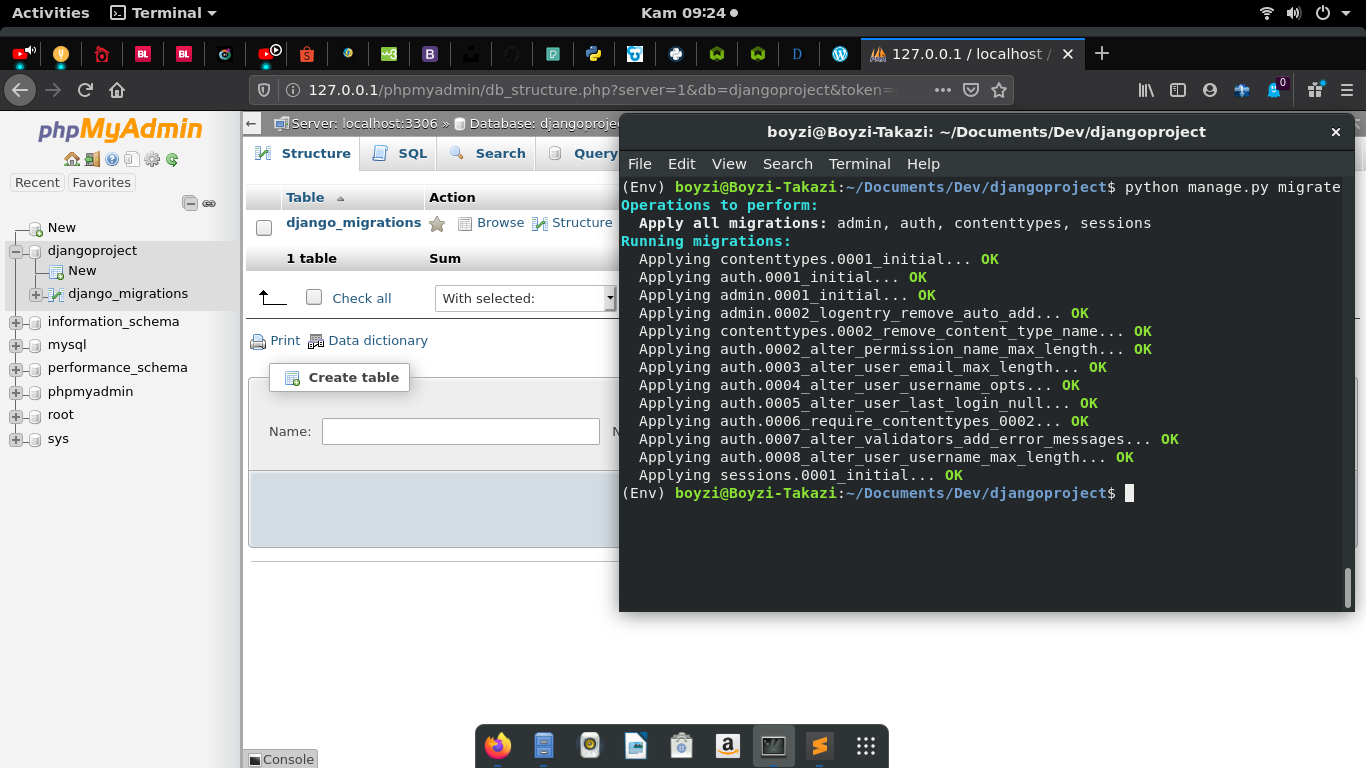 Activities Terminal Kam 09:24
BL BL B D 127.0.0.1 / localhost /
127.0.0.1/phpmyadmin/db_structure.php?server=1&db=djangoproject&token= 0
phpMyAdmin
Recent Favorites
New
djangoproject
New
django_migrations
information_schema
mysql
performance_schema
phpmyadmin
root
sys
Server: localhost:3306 » Database: djangoproje
Structure SQL Search Query
Table Action
django_migrations Browse Structure
1 table Sum
Check all With selected:
Print Data dictionary
Create table
Name:
Console
boyzi@Boyzi-Takazi: ~/Documents/Dev/djangoproject
File Edit View Search Terminal Help
(Env) boyzi@Boyzi-Takazi:~/Documents/Dev/djangoproject$ python manage.py migrate
Operations to perform:
Apply all migrations: admin, auth, contenttypes, sessions
Running migrations:
Applying contenttypes.0001_initial... OK
Applying auth.0001_initial... OK
Applying admin.0001_initial... OK
Applying admin.0002_logentry_remove_auto_add... OK
Applying contenttypes.0002_remove_content_type_name... OK
Applying auth.0002_alter_permission_name_max_length... OK
Applying auth.0003_alter_user_email_max_length... OK
Applying auth.0004_alter_user_username_opts... OK
Applying auth.0005_alter_user_last_login_null... OK
Applying auth.0006_require_contenttypes_0002... OK
Applying auth.0007_alter_validators_add_error_messages... OK
Applying auth.0008_alter_user_username_max_length... OK
Applying sessions.0001_initial... OK
(Env) boyzi@Boyzi-Takazi:~/Documents/Dev/djangoproject$